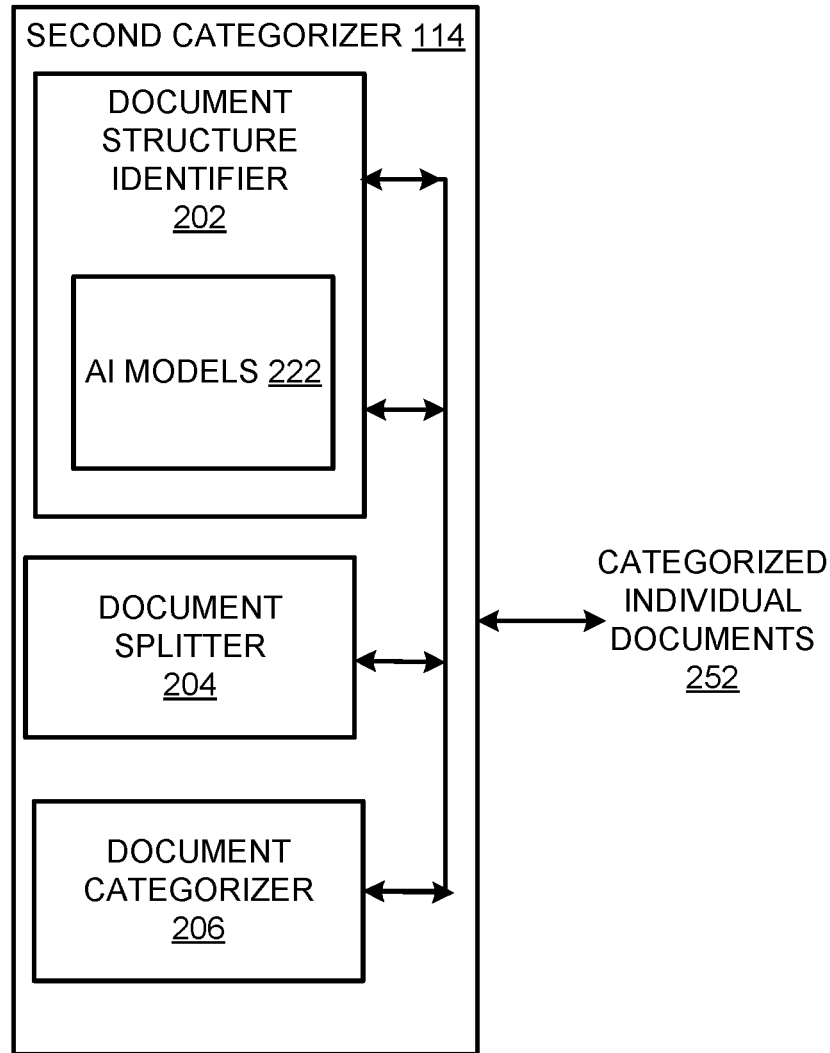 SECOND CATEGORIZER 114
DOCUMENT
STRUCTURE
IDENTIFIER
202
AI MODELS 222
DOCUMENT
SPLITTER
204
CATEGORIZED
INDIVIDUAL
DOCUMENTS
252
DOCUMENT
CATEGORIZER
206